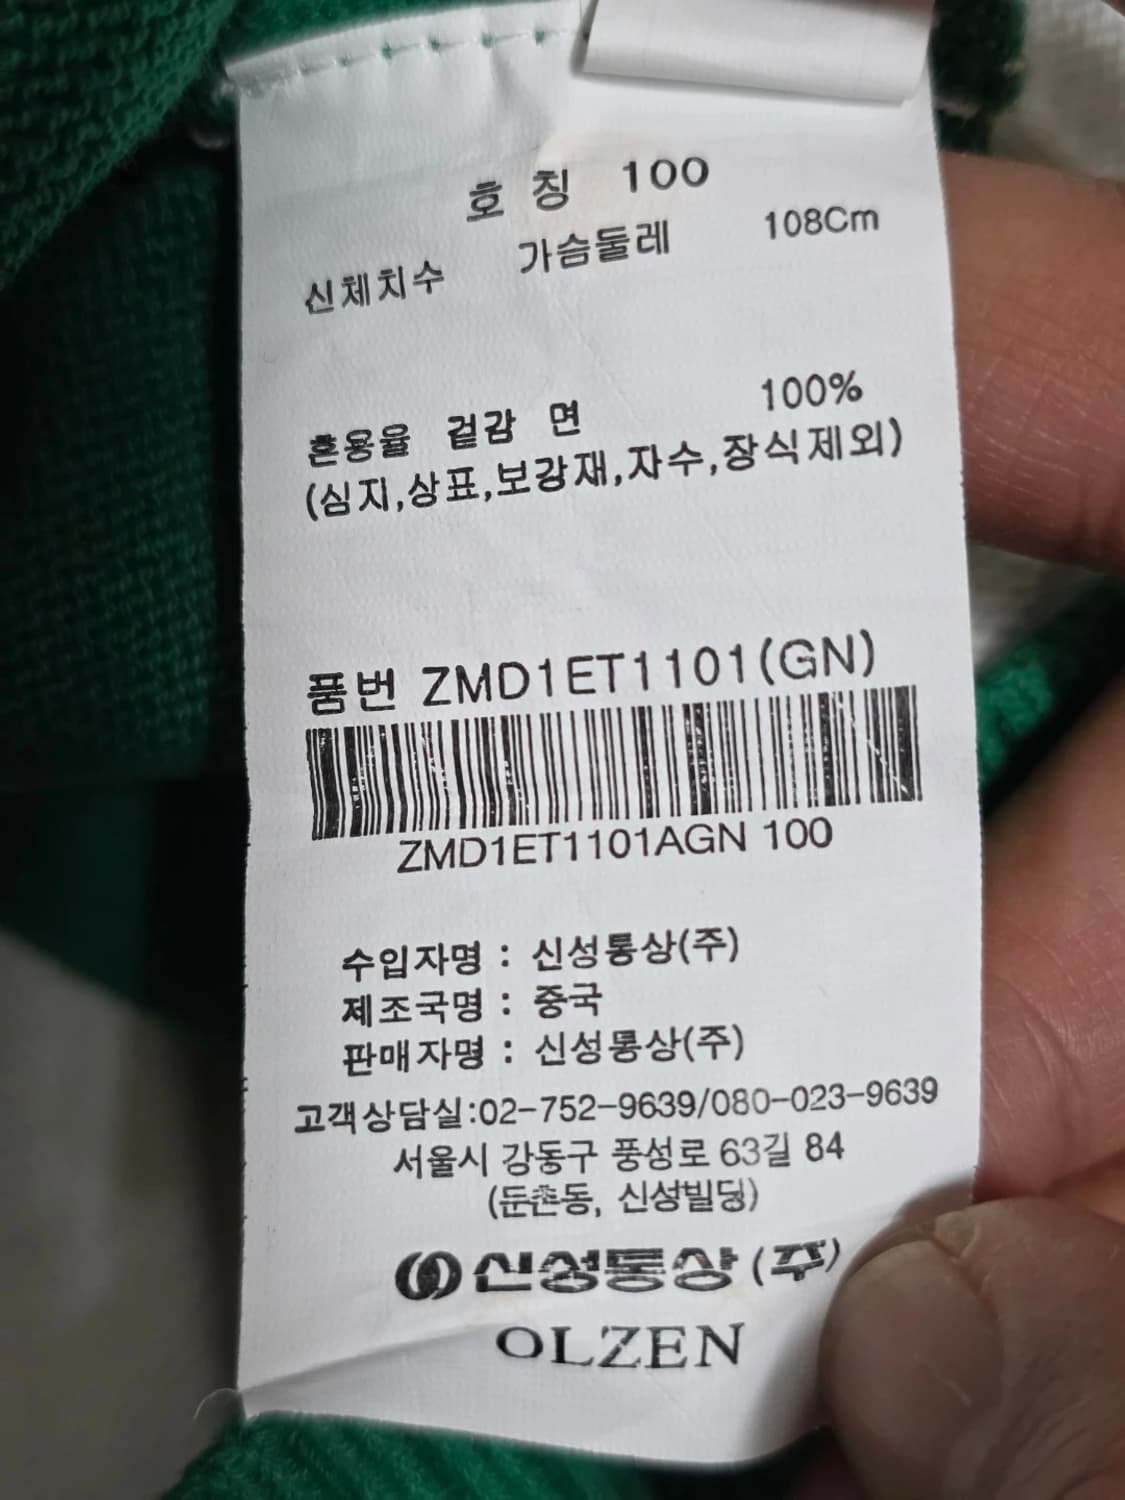 호 칭 100
신체치수 가슴둘레 108Cm
혼용율 겉감 면 100%
(심지,상표,보강재,자수,장식제외)
품번 ZMD1ET1101(GN)
ZMD1ET1101AGN 100
수입자명 : 신성통상(주)
제조국명 : 중국
판매자명 : 신성통상(주)
고객상담실:02-752-9639/080-023-9639
서울시 강동구 풍성로 63길 84
(둔촌동, 신성빌딩)
신성통상(주)
OLZEN